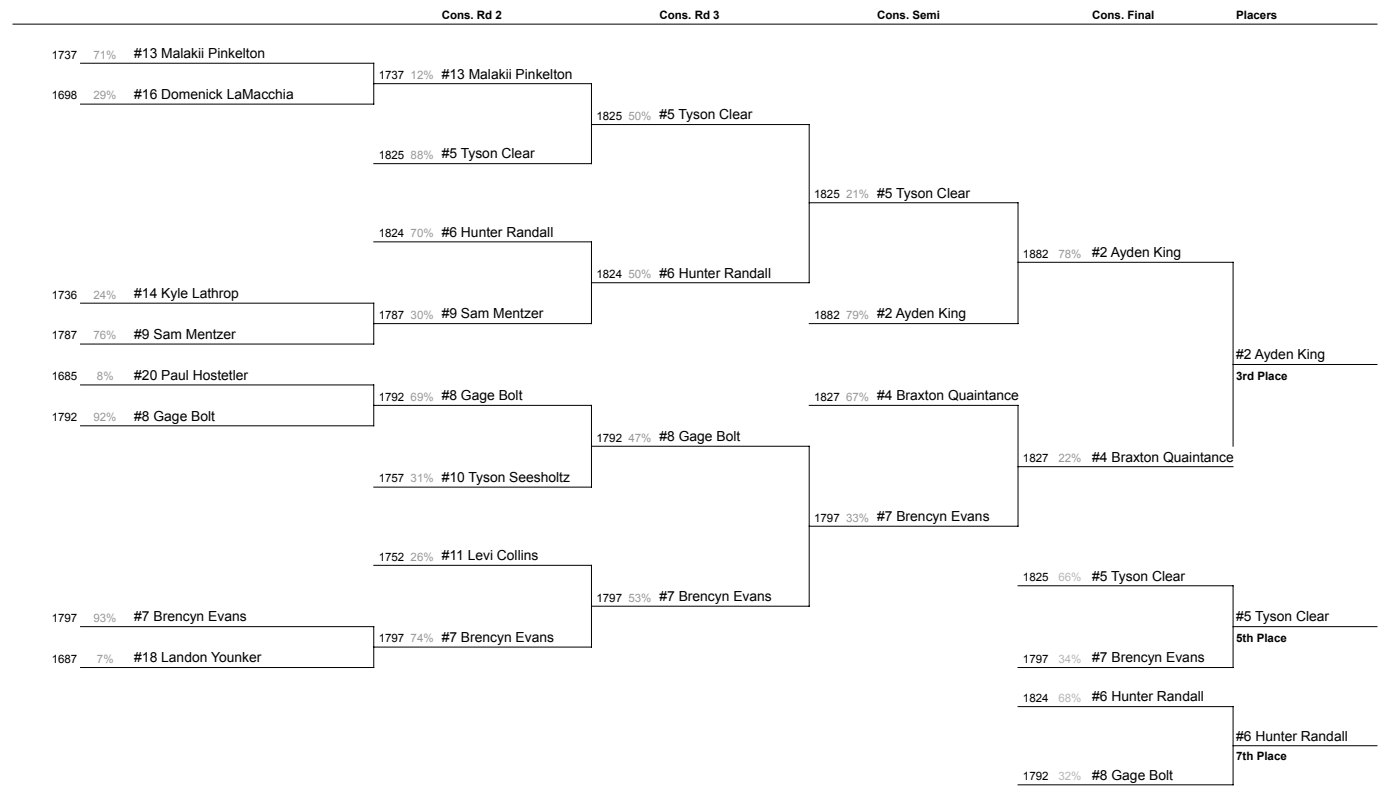 Cons. Rd 2 Cons. Rd 3 Cons. Semi Cons. Final Placers
1737 71% #13 Malakii Pinkelton
1737 12% #13 Malakii Pinkelton
1698 29% #16 Domenick LaMacchia
1825 50% #5 Tyson Clear
1825 88% #5 Tyson Clear
1825 21% #5 Tyson Clear
1824 70% #6 Hunter Randall
1882 78% #2 Ayden King
1824 50% #6 Hunter Randall
1736 24% #14 Kyle Lathrop
1787 30% #9 Sam Mentzer
1882 79% #2 Ayden King
1787 76% #9 Sam Mentzer
#2 Ayden King
1685 8% #20 Paul Hostetler
3rd Place
1792 69% #8 Gage Bolt
1827 67% #4 Braxton Quaintance
1792 92% #8 Gage Bolt
1792 47% #8 Gage Bolt
1827 22% #4 Braxton Quaintance
1757 31% #10 Tyson Seesholtz
1797 33% #7 Brencyn Evans
1752 26% #11 Levi Collins
1825 66% #5 Tyson Clear
1797 53% #7 Brencyn Evans
1797 93% #7 Brencyn Evans
#5 Tyson Clear
1797 74% #7 Brencyn Evans
5th Place
1687 7% #18 Landon Younker
1797 34% #7 Brencyn Evans
1824 68% #6 Hunter Randall
#6 Hunter Randall
7th Place
1792 32% #8 Gage Bolt